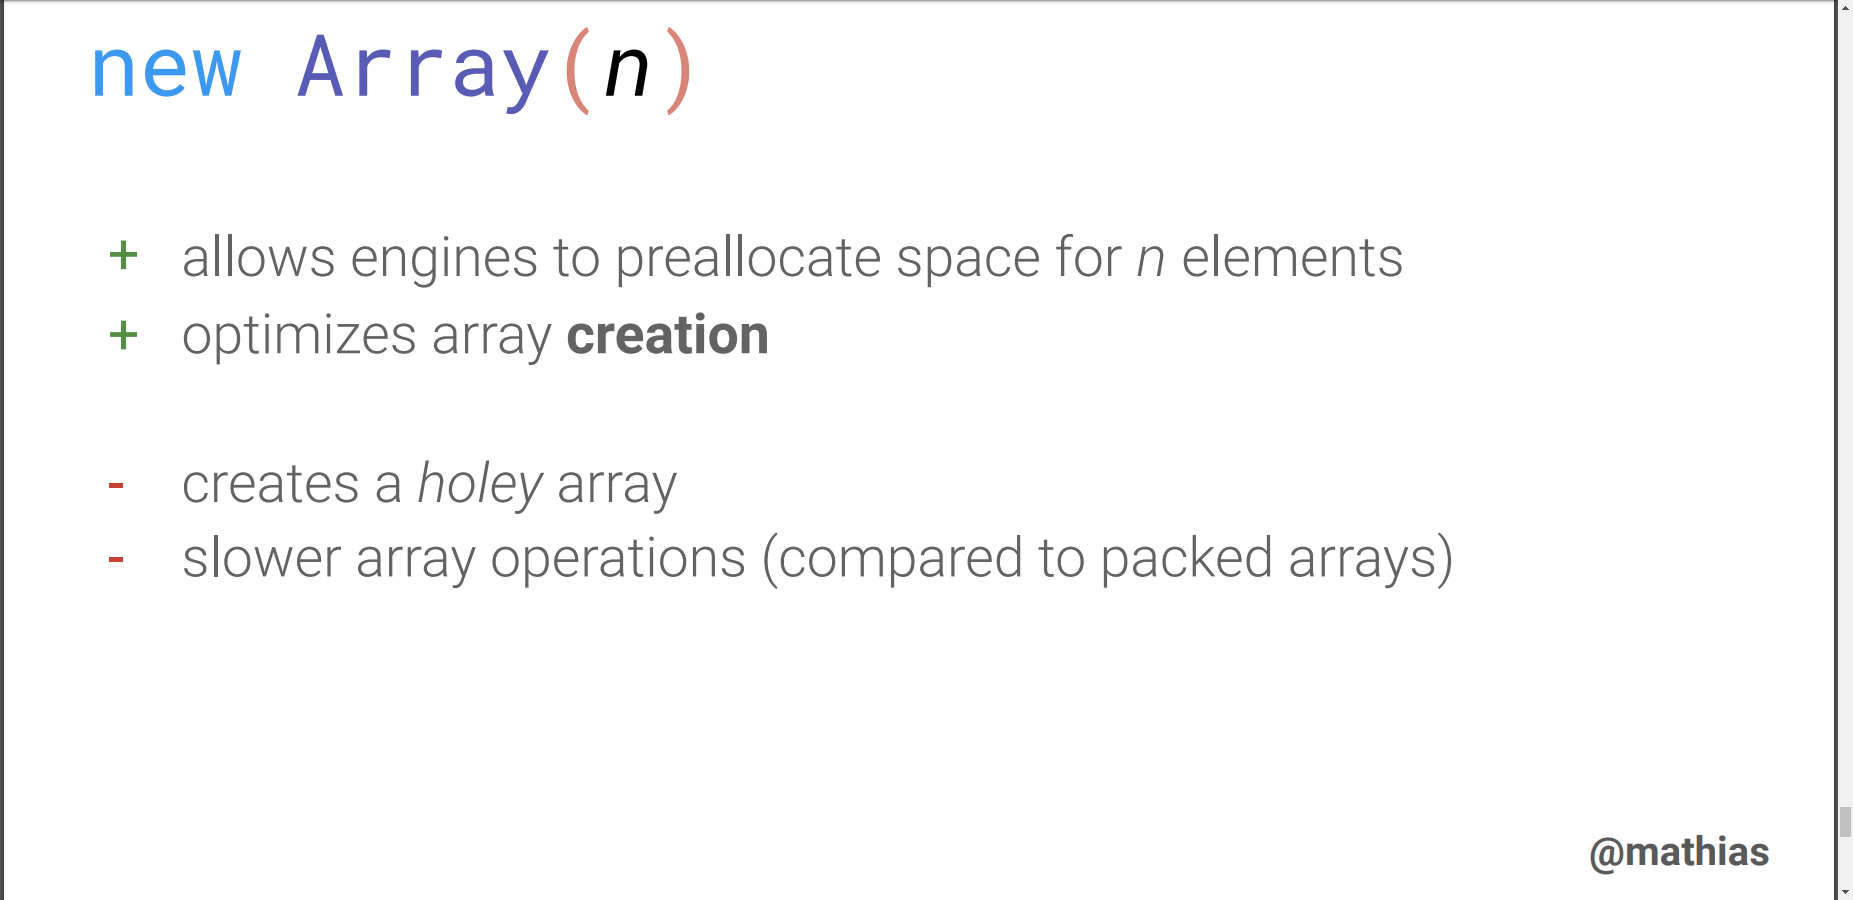 new Array(n)
+ allows engines to preallocate space for n elements
+ optimizes array creation
- creates a holey array
- slower array operations (compared to packed arrays)
@mathias